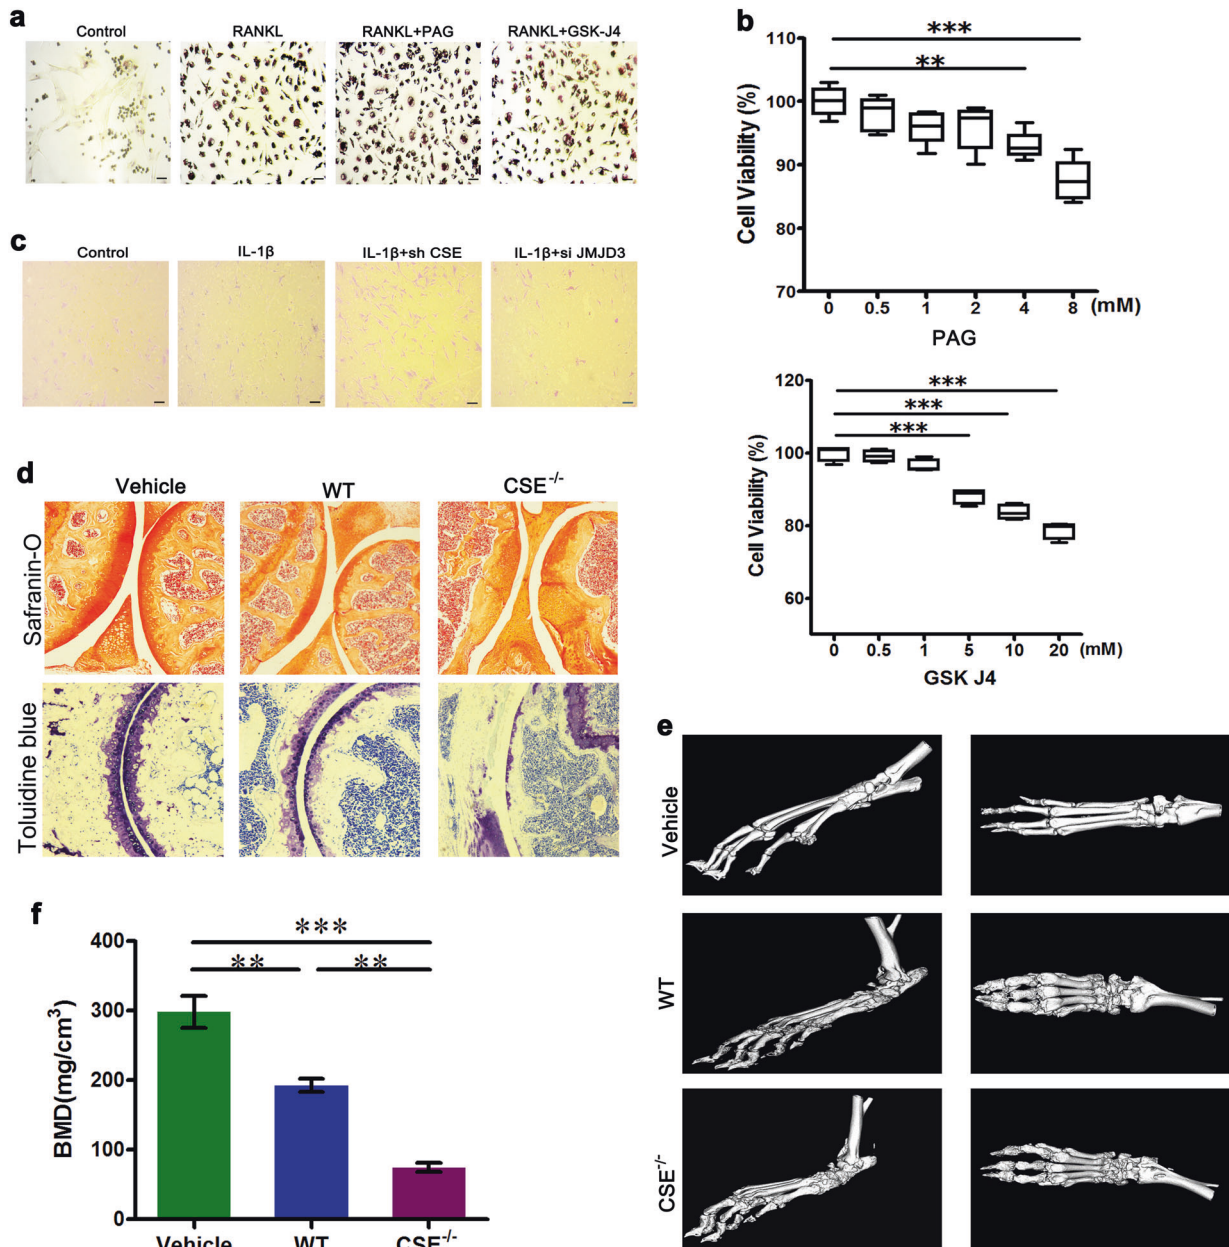 a
Control
RANKL
RANKL+PAG
RANKL+GSK-J4
b
***
**
Cell Viability (%)
110
100
90
80
70
0 0.5 1 2 4 8 (mM)
PAG
c
Control
IL-1β
IL-1β+sh CSE
IL-1β+si JMJD3
***
***
***
Cell Viability (%)
120
100
80
60
0 0.5 1 5 10 20 (mM)
GSK J4
d
Vehicle
WT
CSE-/-
Safranin-O
Toluidine blue
e
Vehicle
WT
CSE-/-
f
***
** **
BMD(mg/cm³)
400
300
200
100
0
Vehicle WT CSE-/-